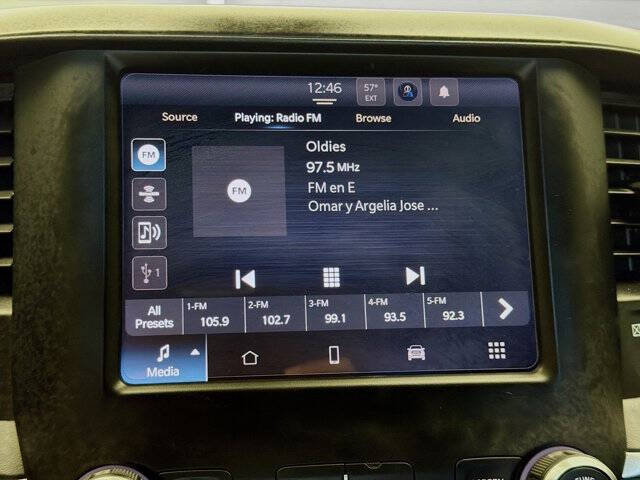 12:46
57°
EXT
Source
Playing: Radio FM
Browse
Audio
FM
FM
Oldies
97.5 MHz
FM en E
Omar y Argelia Jose ...
1
All
Presets
1-FM
105.9
2-FM
102.7
3-FM
99.1
4-FM
93.5
5-FM
92.3
Media